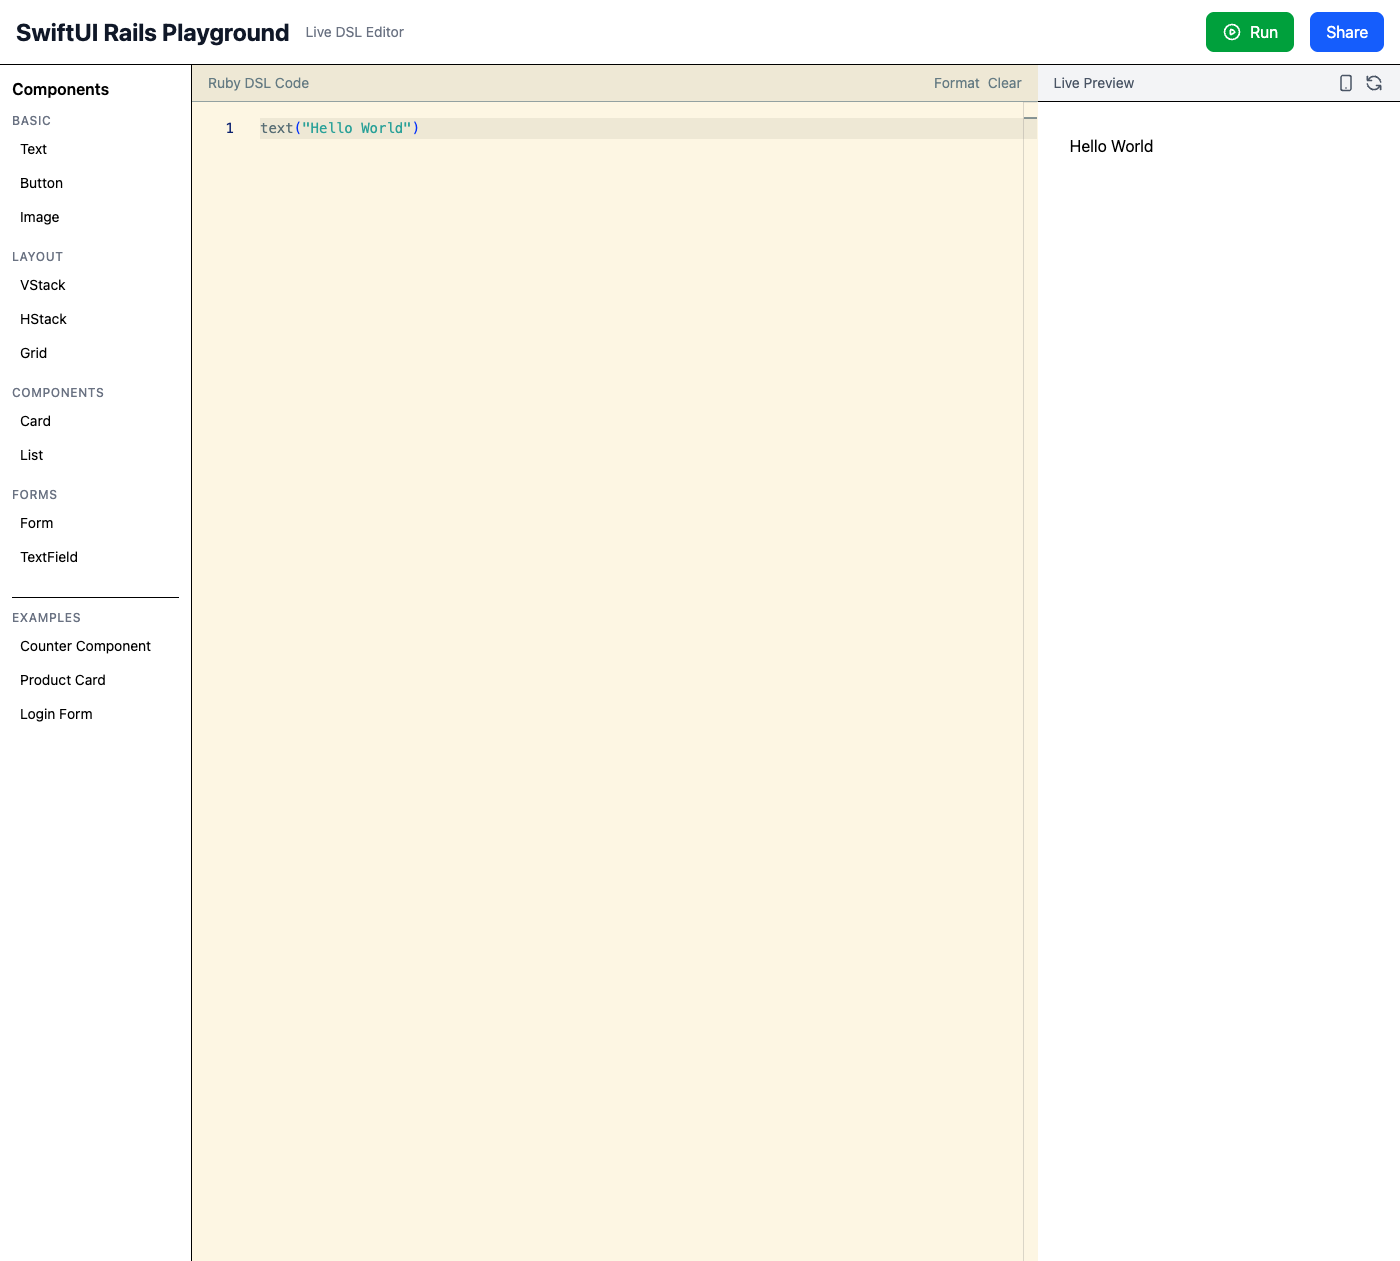 SwiftUI Rails Playground
Live DSL Editor
Run
Share
Components
BASIC
Text
Button
Image
LAYOUT
VStack
HStack
Grid
COMPONENTS
Card
List
FORMS
Form
TextField
EXAMPLES
Counter Component
Product Card
Login Form
Ruby DSL Code
Format
Clear
1
text("Hello World")
Live Preview
Hello World